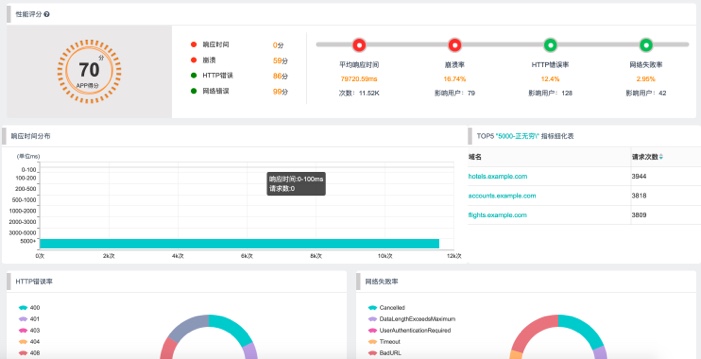 性能评分
70分
APP得分
响应时间 0分
崩溃 59分
HTTP错误 86分
网络错误 99分
平均响应时间 崩溃率 HTTP错误率 网络失败率
79720.59ms 16.74% 12.4% 2.95%
次数：11.52K 影响用户：79 影响用户：128 影响用户：42
响应时间分布
(单位ms)
0-100
100-200
200-500
500-1000
1000-2000
2000-3000
3000-5000
5000+
响应时间:0-100ms
请求数:0
0次 2k次 4k次 6k次 8k次 10k次 12k次
TOP5 "5000-正无穷\" 指标细化表
域名 请求次数
hotels.example.com 3944
accounts.example.com 3818
flights.example.com 3809
HTTP错误率
400
401
403
404
408
网络失败率
Cancelled
DataLengthExceedsMaximum
UserAuthenticationRequired
Timeout
BadURL